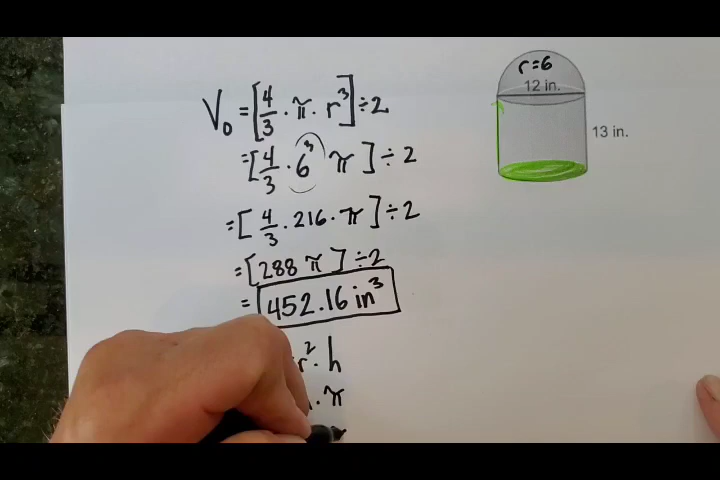 r=6
12 in.
13 in.
V₀ = [4/3 · π · r³] ÷ 2
= [4/3 · 6³ π] ÷ 2
= [4/3 · 216 · π] ÷ 2
= [288 π] ÷ 2
= 452.16 in³
r² · h
· π